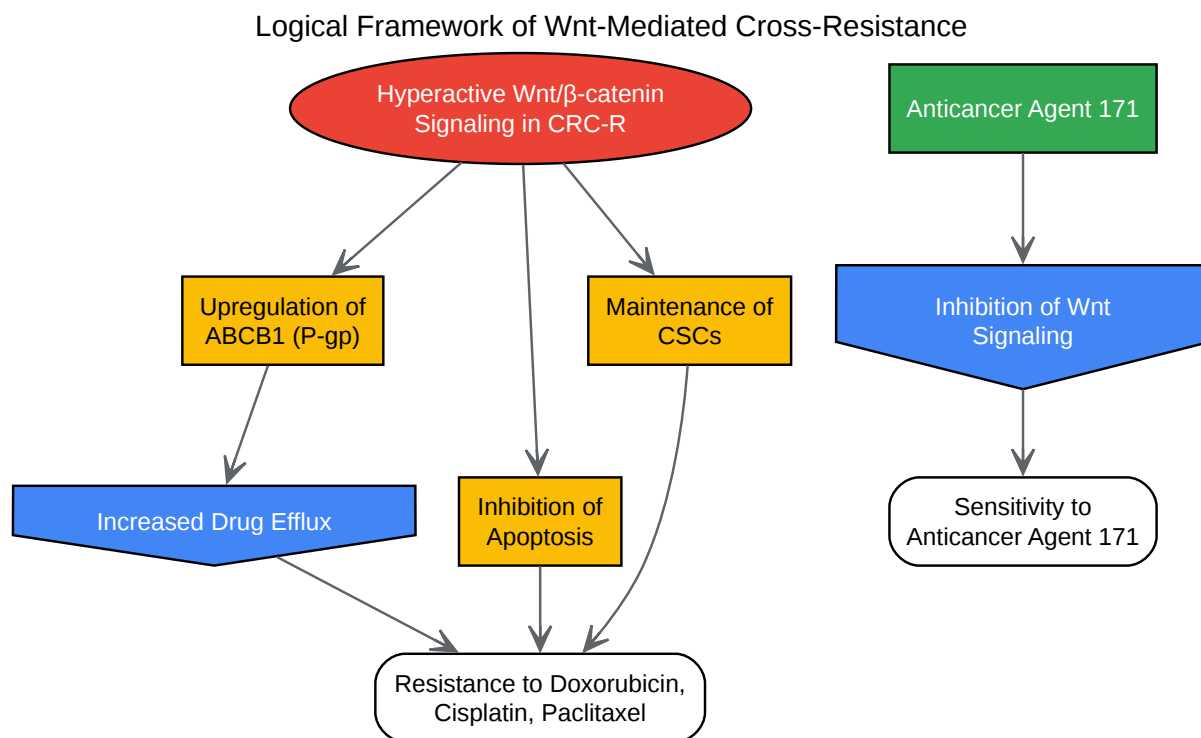 Logical Framework of Wnt-Mediated Cross-Resistance
Hyperactive Wnt/β-catenin
Signaling in CRC-R
Anticancer Agent 171
Upregulation of
ABCB1 (P-gp)
Maintenance of
CSCs
Inhibition of Wnt
Signaling
Increased Drug Efflux
Inhibition of
Apoptosis
Sensitivity to
Anticancer Agent 171
Resistance to Doxorubicin,
Cisplatin, Paclitaxel